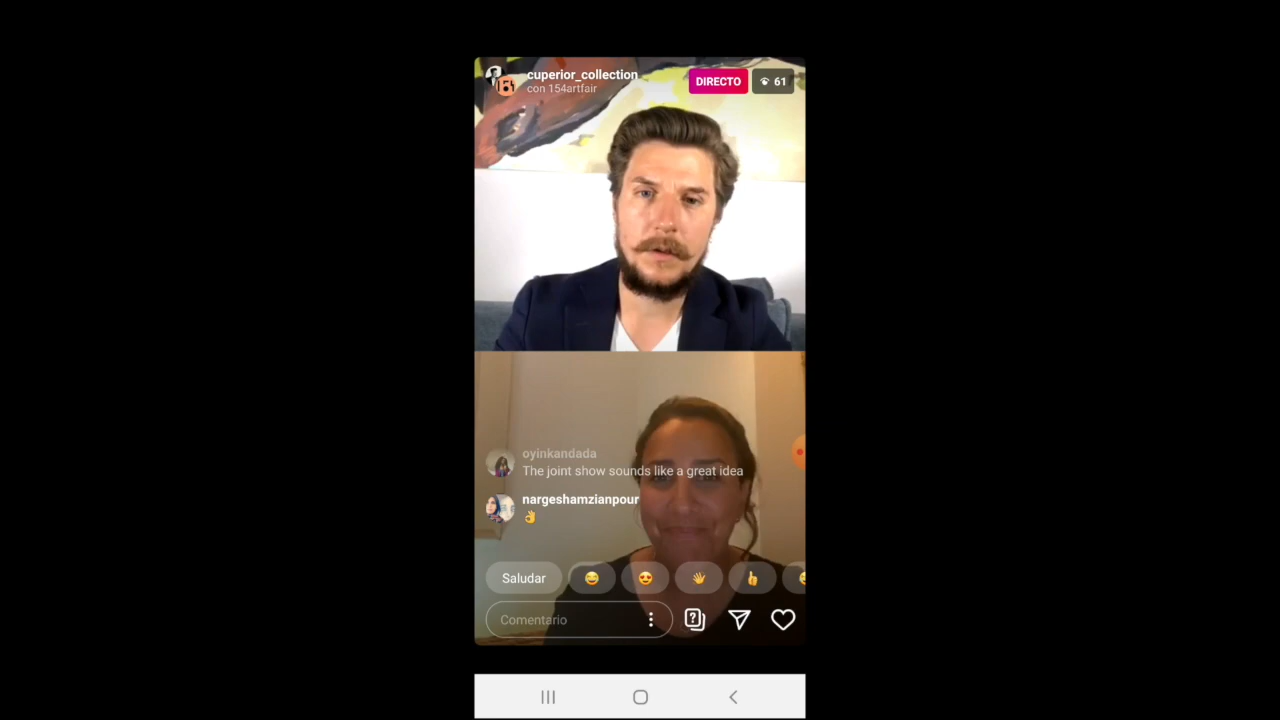 cuperior_collection
con 154artfair
DIRECTO
61
oyinkandada
The joint show sounds like a great idea
nargeshamzianpour
Saludar
Comentario